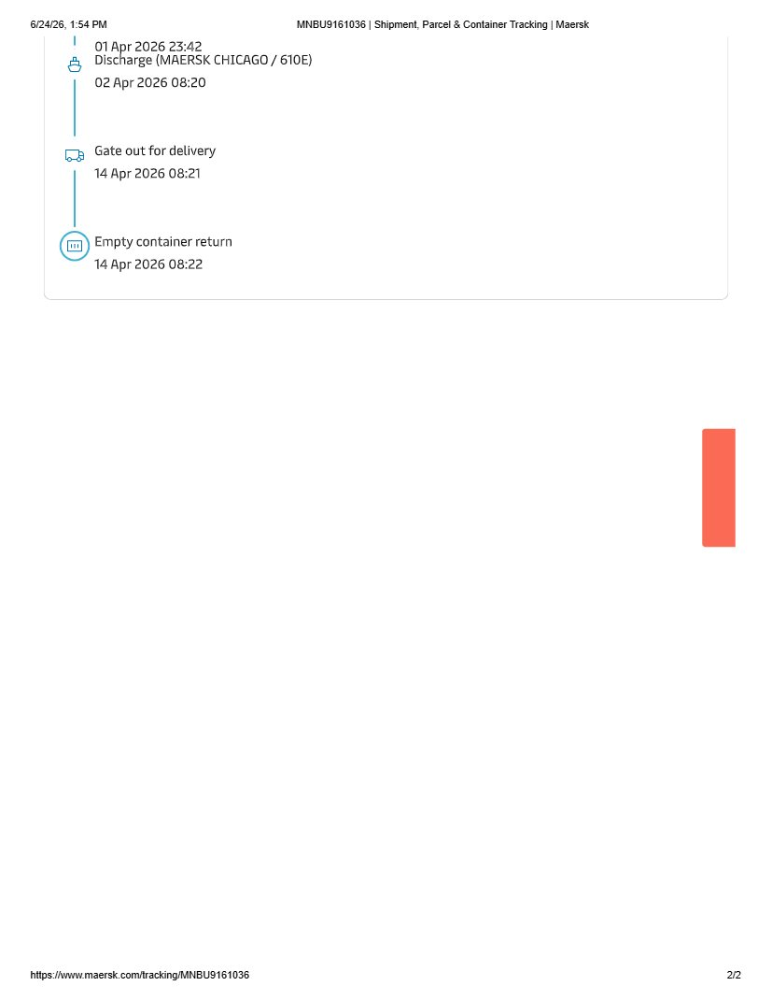 6/24/26, 1:54 PM
MNBU9161036 | Shipment, Parcel & Container Tracking | Maersk
01 Apr 2026 23:42
Discharge (MAERSK CHICAGO / 610E)
02 Apr 2026 08:20
Gate out for delivery
14 Apr 2026 08:21
Empty container return
14 Apr 2026 08:22
https://www.maersk.com/tracking/MNBU9161036
2/2